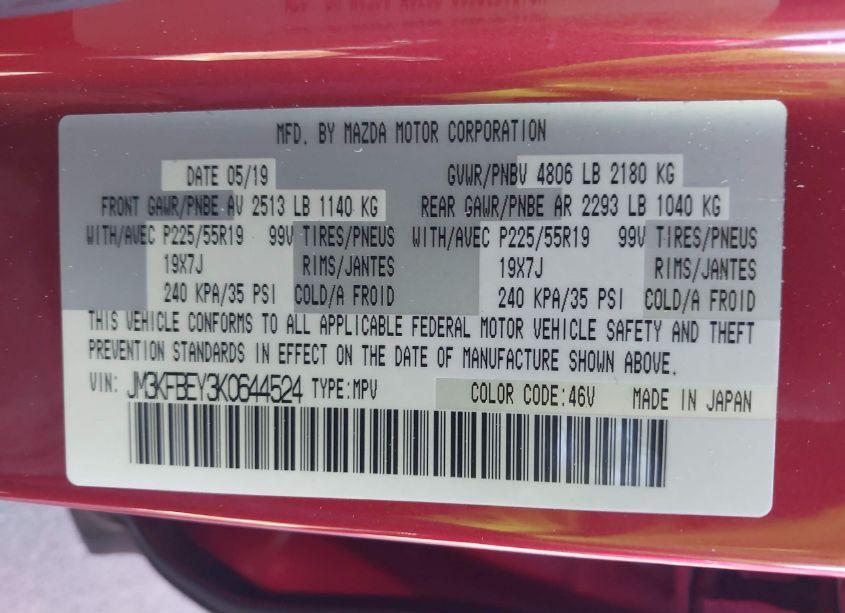 MFD. BY MAZDA MOTOR CORPORATION
DATE 05/19 GVWR/PNBV 4806 LB 2180 KG
FRONT GAWR/PNBE AV 2513 LB 1140 KG REAR GAWR/PNBE AR 2293 LB 1040 KG
WITH/AVEC P225/55R19 99V TIRES/PNEUS WITH/AVEC P225/55R19 99V TIRES/PNEUS
19X7J RIMS/JANTES 19X7J RIMS/JANTES
240 KPA/35 PSI COLD/A FROID 240 KPA/35 PSI COLD/A FROID
THIS VEHICLE CONFORMS TO ALL APPLICABLE FEDERAL MOTOR VEHICLE SAFETY AND THEFT
PREVENTION STANDARDS IN EFFECT ON THE DATE OF MANUFACTURE SHOWN ABOVE.
VIN: JM3KFBEY3K0644524 TYPE:MPV COLOR CODE:46V MADE IN JAPAN